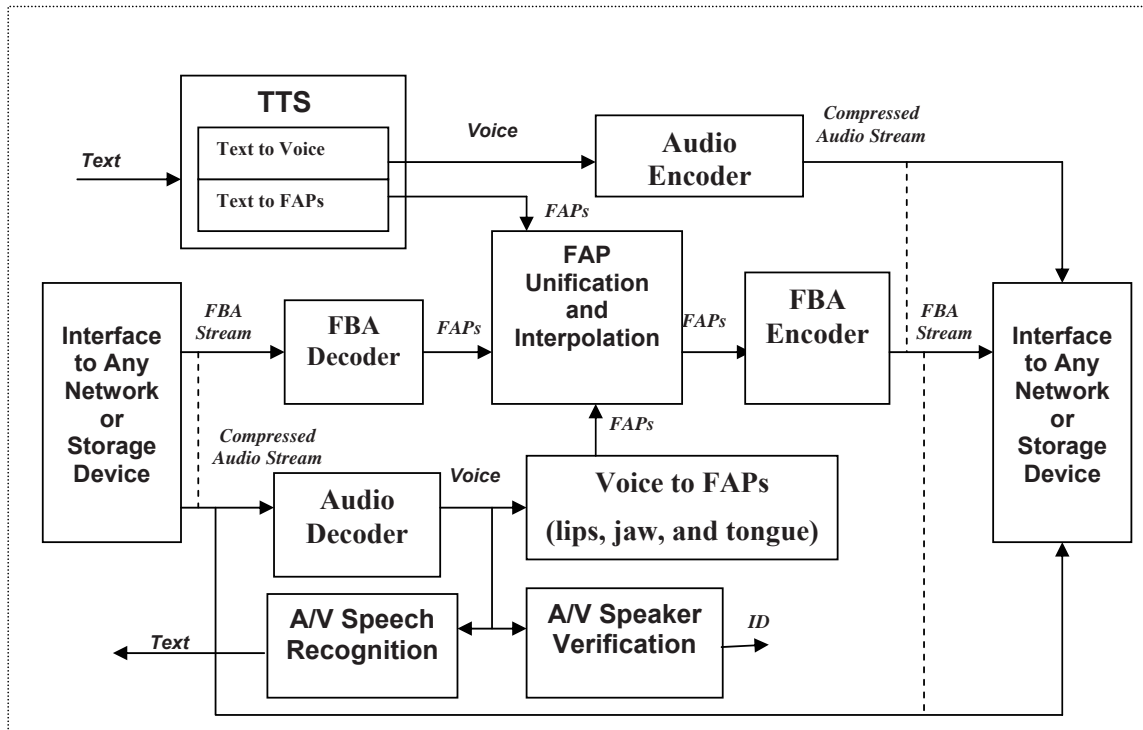 TTS
Text to Voice
Text to FAPs
Text
Voice
Audio
Encoder
Compressed
Audio Stream
FAPs
Interface
to Any
Network
or
Storage
Device
FBA
Stream
FBA
Decoder
FAPs
FAP
Unification
and
Interpolation
FAPs
FBA
Encoder
FBA
Stream
Interface
to Any
Network
or
Storage
Device
FAPs
Compressed
Audio Stream
Audio
Decoder
Voice
Voice to FAPs
(lips, jaw, and tongue)
Text
A/V Speech
Recognition
A/V Speaker
Verification
ID